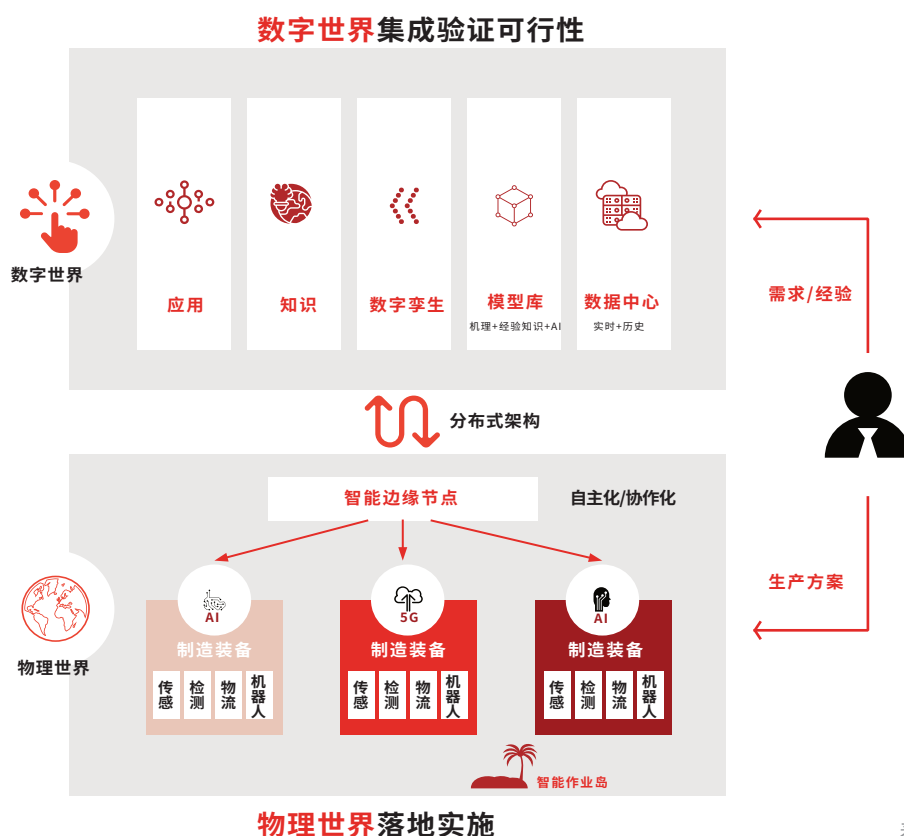 数字世界集成验证可行性
数字世界
应用
知识
数字孪生
模型库
机理+经验知识+AI
数据中心
实时+历史
需求/经验
分布式架构
智能边缘节点
自主化/协作化
AI
制造装备
传感
检测
物流
机器人
5G
制造装备
传感
检测
物流
机器人
AI
制造装备
传感
检测
物流
机器人
生产方案
物理世界
智能作业岛
物理世界落地实施